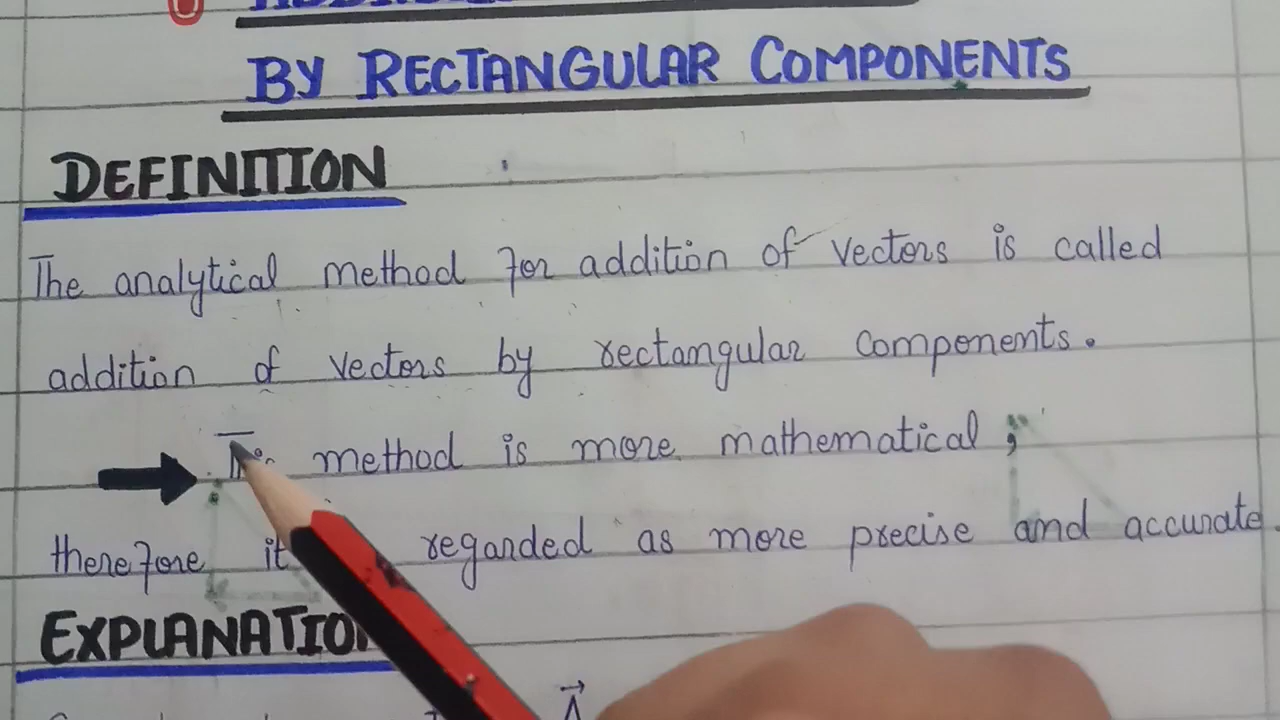 BY RECTANGULAR COMPONENTS
DEFINITION
The analytical method for addition of vectors is called
addition of vectors by rectangular components.
method is more mathematical ;
therefore it regarded as more precise and accurate
EXPLANATION
A